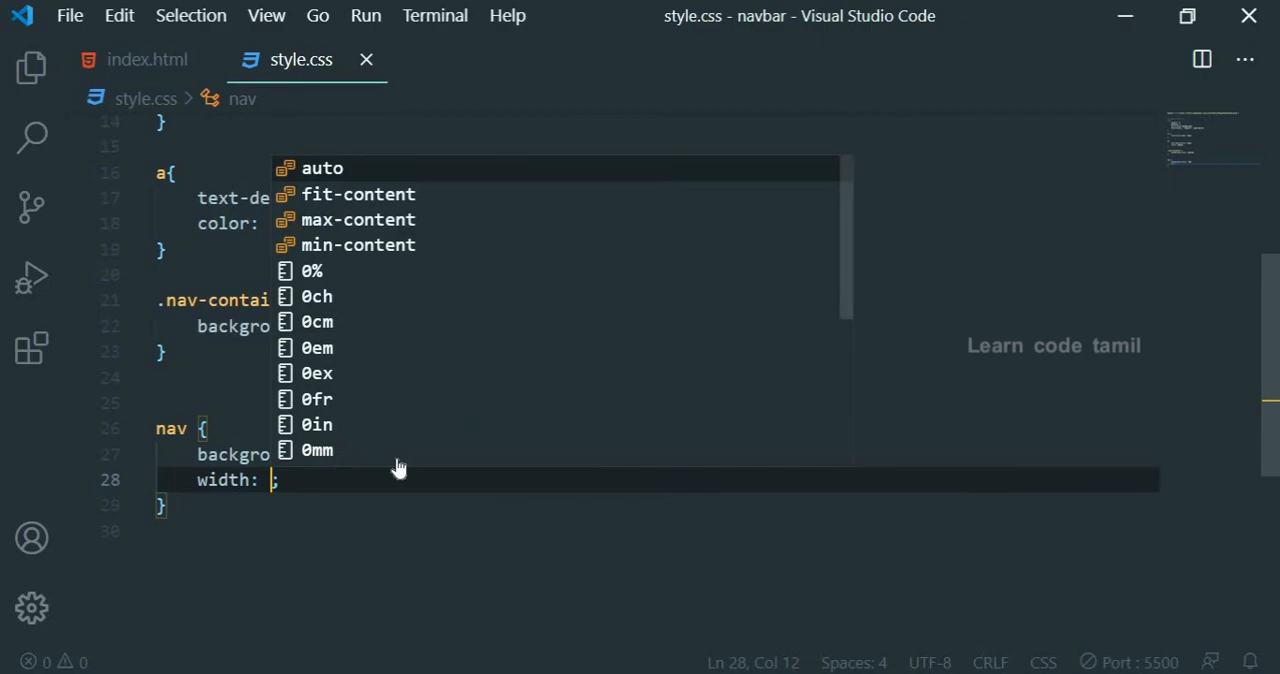 File Edit Selection View Go Run Terminal Help style.css - navbar - Visual Studio Code
index.html style.css
style.css > nav
14 }
15
16 a{
17 text-de
18 color:
19 }
20
21 .nav-contai
22 backgro
23 }
24
25
26 nav {
27 backgro
28 width: ;
29 }
30
auto
fit-content
max-content
min-content
0%
0ch
0cm
0em
0ex
0fr
0in
0mm
Learn code tamil
0 0 Ln 28, Col 12 Spaces: 4 UTF-8 CRLF CSS Port : 5500